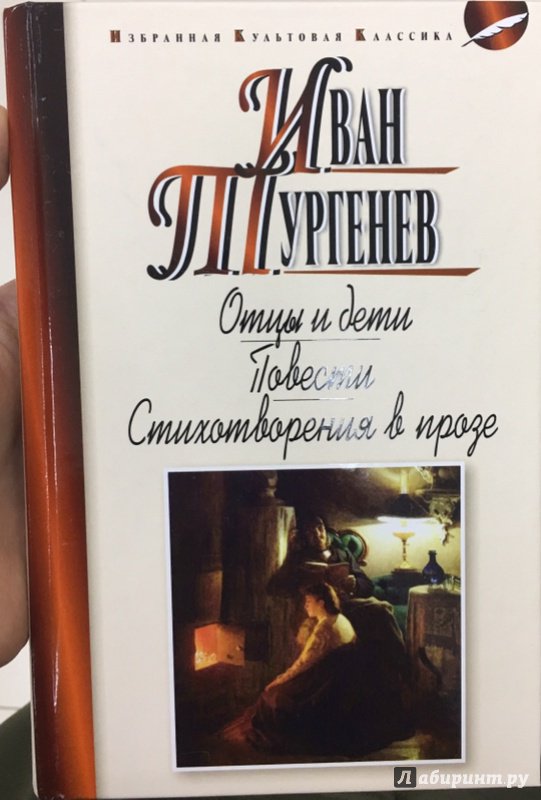 Избранная Культовая Классика
Иван
Тургенев
Отцы и дети
Повести
Стихотворения в прозе
Лабиринт.ру